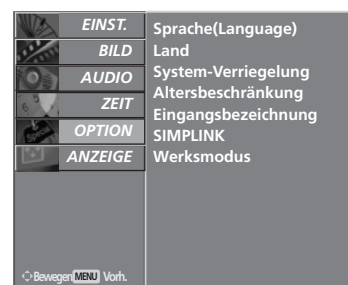 EINST.
BILD
AUDIO
ZEIT
OPTION
ANZEIGE
Sprache(Language)
Land
System-Verriegelung
Altersbeschränkung
Eingangsbezeichnung
SIMPLINK
Werksmodus
Bewegen MENU Vorh.